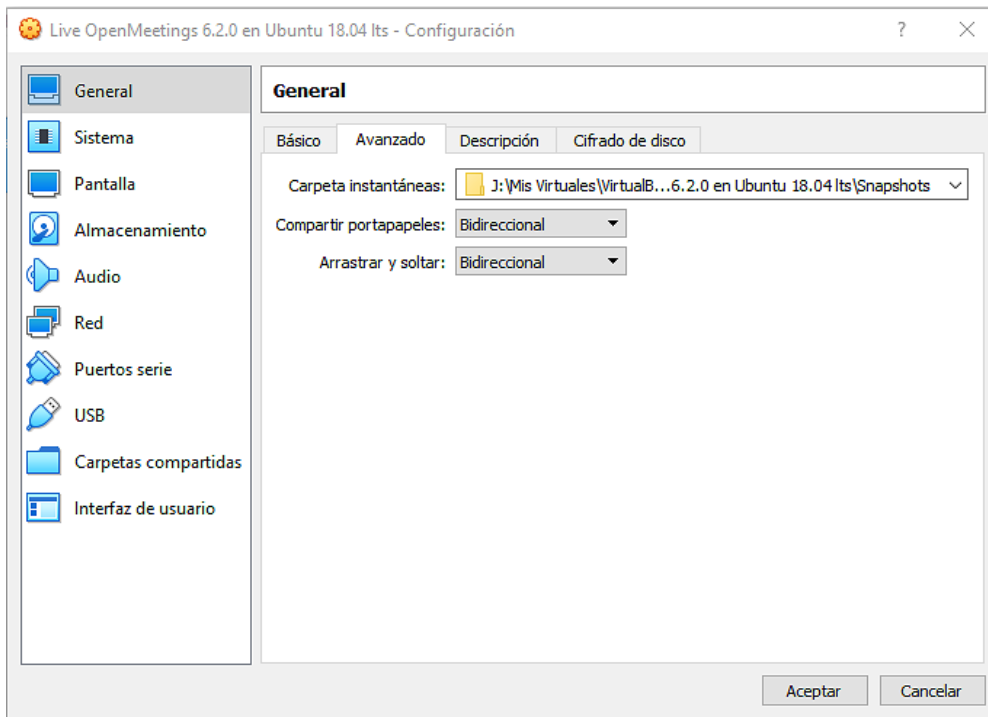 Live OpenMeetings 6.2.0 en Ubuntu 18.04 lts - Configuración
?
General
Sistema
Pantalla
Almacenamiento
Audio
Red
Puertos serie
USB
Carpetas compartidas
Interfaz de usuario
General
Básico Avanzado Descripción Cifrado de disco
Carpeta instantáneas: J:\Mis Virtuales\VirtualB...6.2.0 en Ubuntu 18.04 lts\Snapshots
Compartir portapapeles: Bidireccional
Arrastrar y soltar: Bidireccional
Aceptar Cancelar